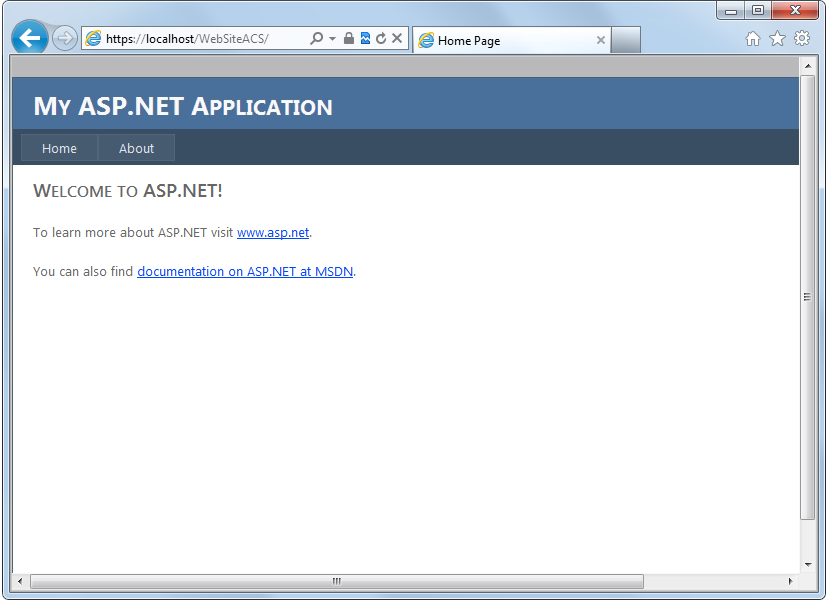 https://localhost/WebSiteACS/
Home Page
My ASP.NET Application
Home
About
Welcome to ASP.NET!
To learn more about ASP.NET visit www.asp.net.
You can also find documentation on ASP.NET at MSDN.